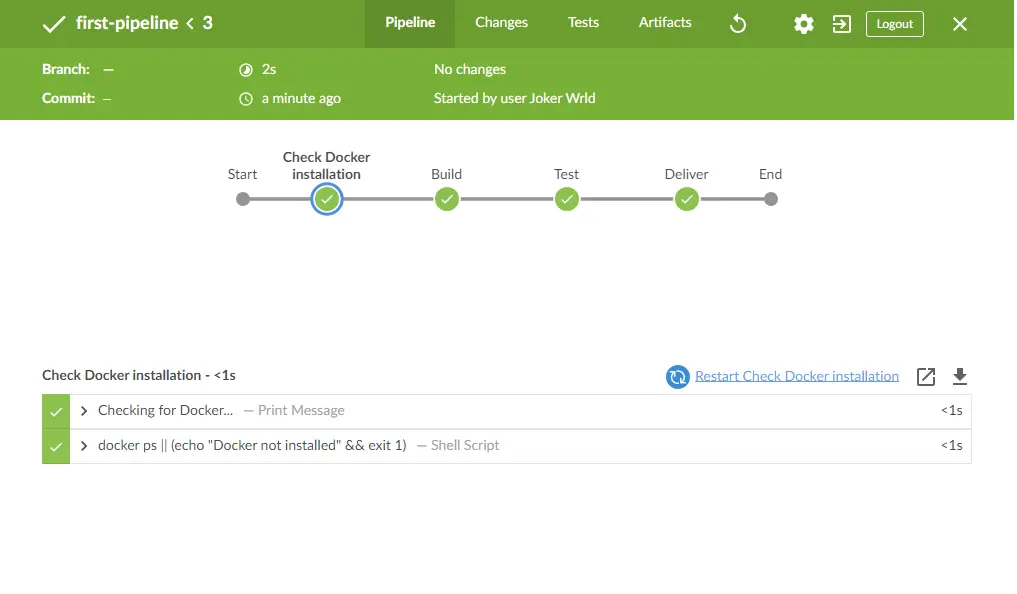 first-pipeline < 3
Pipeline Changes Tests Artifacts Logout
Branch: — 2s No changes
Commit: — a minute ago Started by user Joker Wrld
Start Check Docker installation Build Test Deliver End
Check Docker installation - <1s Restart Check Docker installation
Checking for Docker... — Print Message <1s
docker ps || (echo "Docker not installed" && exit 1) — Shell Script <1s